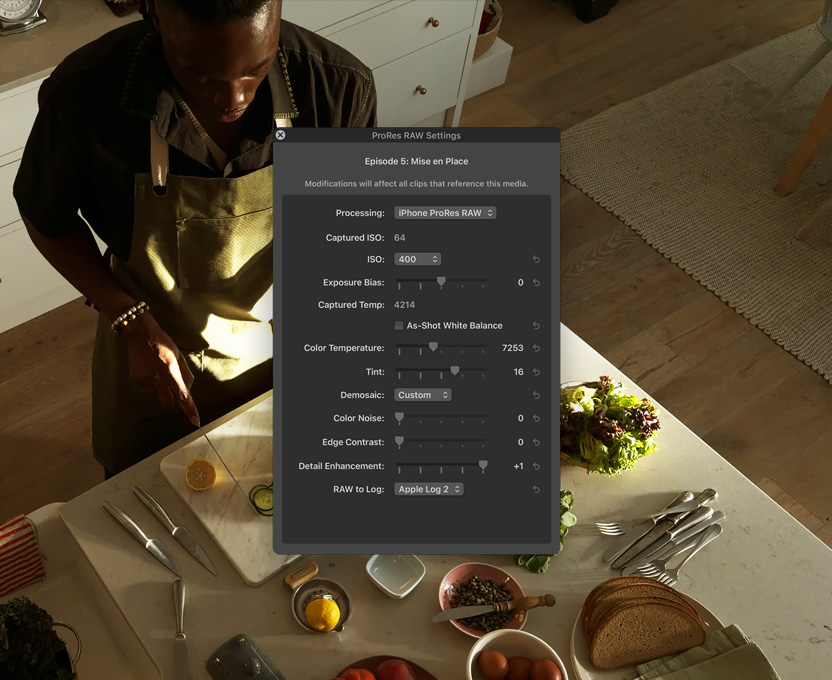 ProRes RAW Settings
Episode 5: Mise en Place
Modifications will affect all clips that reference this media.
Processing: iPhone ProRes RAW
Captured ISO: 64
ISO: 400
Exposure Bias: 0
Captured Temp: 4214
As-Shot White Balance
Color Temperature: 7253
Tint: 16
Demosaic: Custom
Color Noise: 0
Edge Contrast: 0
Detail Enhancement: +1
RAW to Log: Apple Log 2